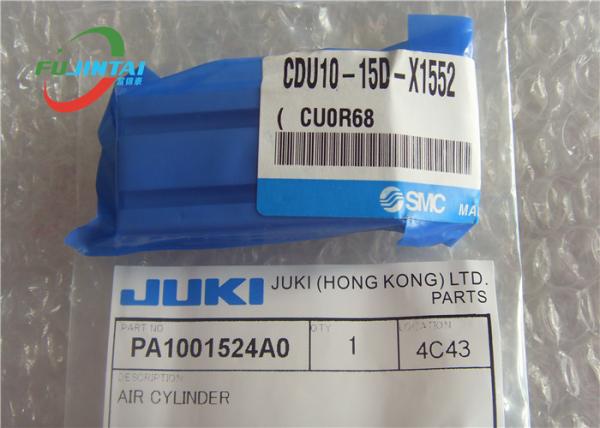 FUJINTAI
CDU10-15D-X1552
( CU0R68
SMC MA
JUKI JUKI (HONG KONG) LTD.
PARTS
PART NO QTY LOCATION
PA1001524A0 1 4C43
DESCRIPTION
AIR CYLINDER